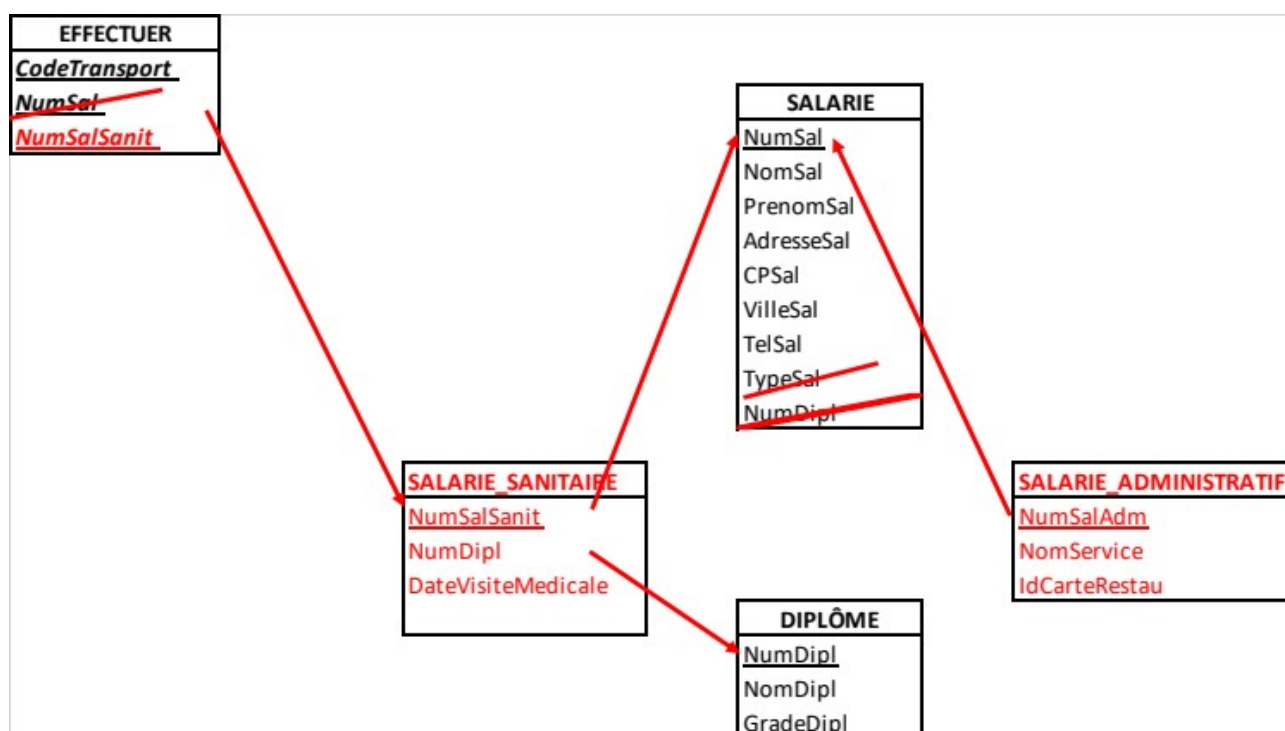 EFFECTUER
CodeTransport
NumSal
NumSalSanit
SALARIE
NumSal
NomSal
PrenomSal
AdresseSal
CPSal
VilleSal
TelSal
TypeSal
NumDipl
SALARIE_SANITAIRE
NumSalSanit
NumDipl
DateVisiteMedicale
SALARIE_ADMINISTRATIF
NumSalAdm
NomService
IdCarteRestau
DIPLÔME
NumDipl
NomDipl
GradeDipl